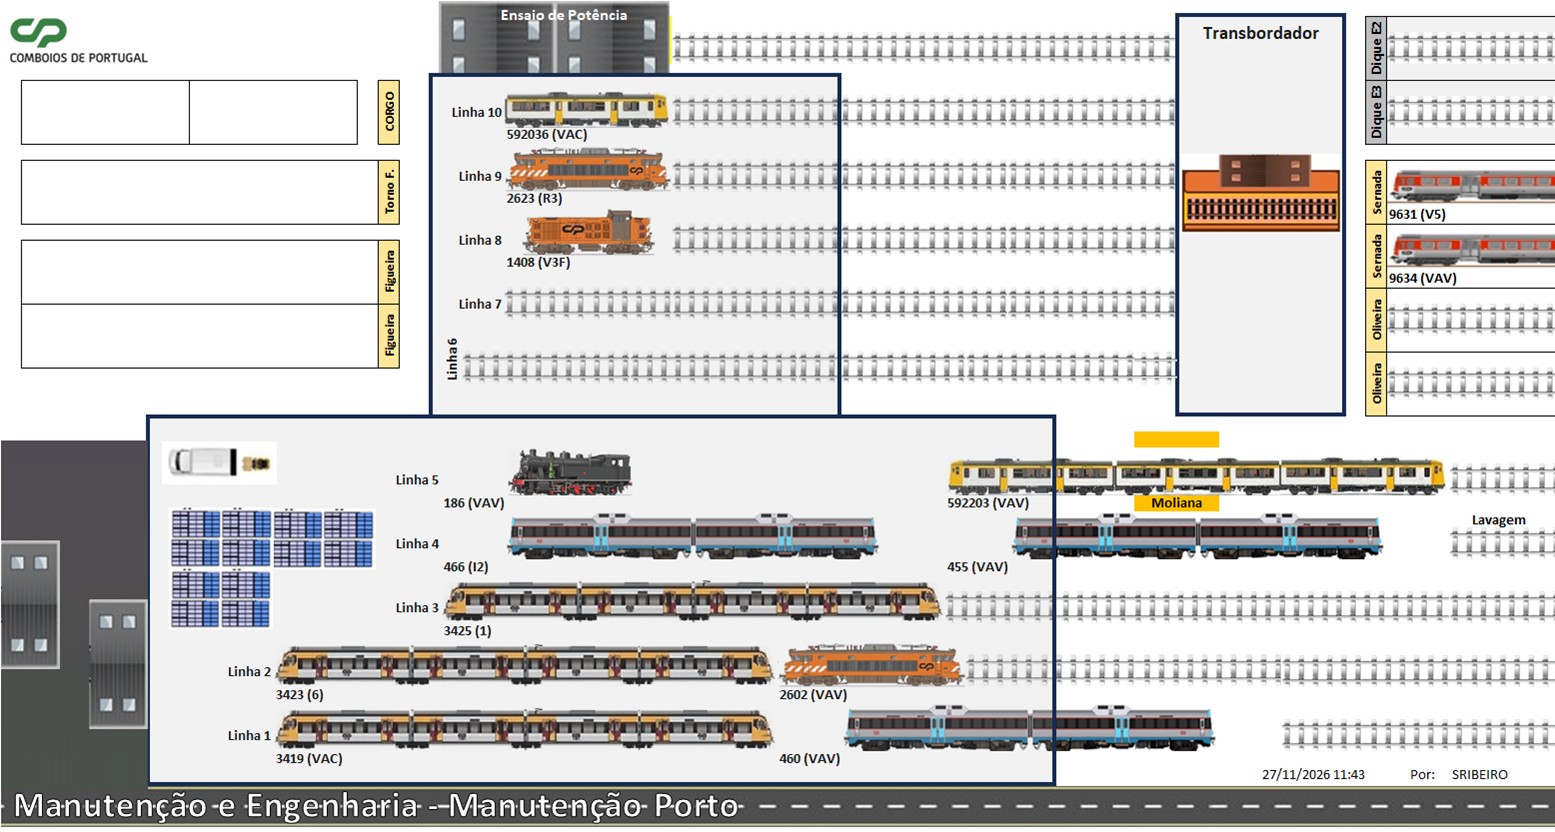 Ensaio de Potência
Transbordador
COMBOIOS DE PORTUGAL
Dique E2
Dique E3
CORGO
Linha 10
592036 (VAC)
Torno F.
Linha 9
2623 (R3)
Sernada
9631 (V5)
Linha 8
1408 (V3F)
Sernada
9634 (VAV)
Figueira
Linha 7
Oliveira
Figueira
Linha 6
Oliveira
Linha 5
186 (VAV)
592203 (VAV)
Moliana
Lavagem
Linha 4
466 (I2)
455 (VAV)
Linha 3
3425 (1)
Linha 2
3423 (6)
2602 (VAV)
Linha 1
3419 (VAC)
460 (VAV)
27/11/2026 11:43 Por: SRIBEIRO
Manutenção e Engenharia - Manutenção Porto